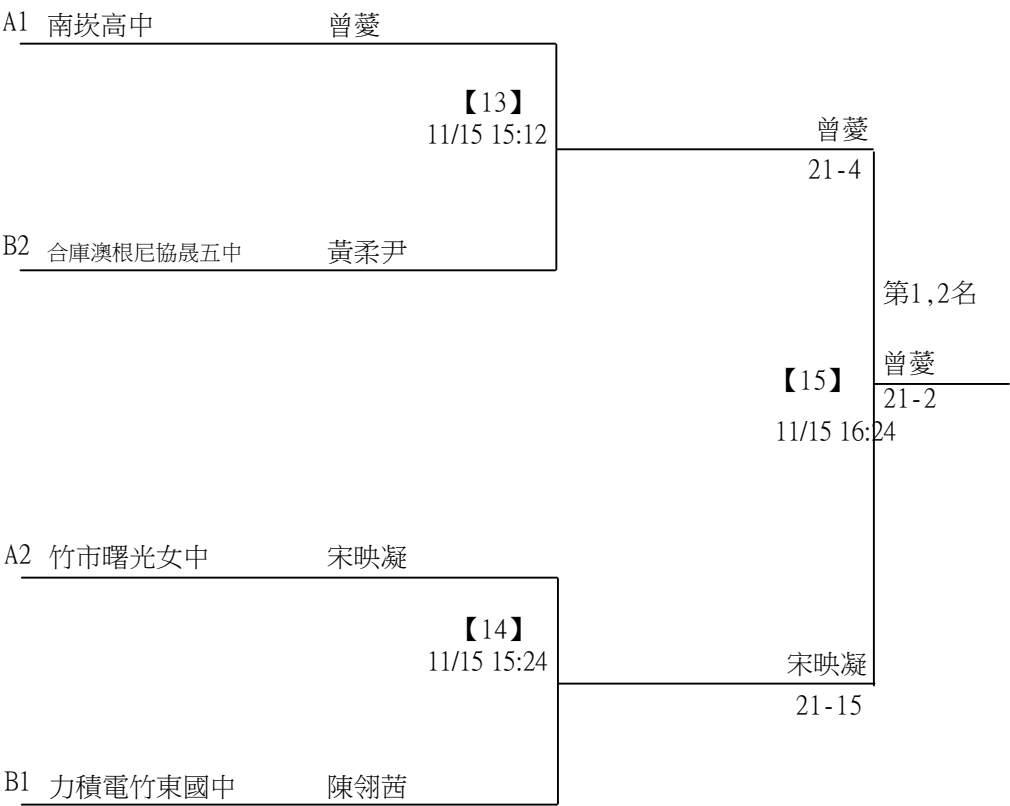 A1 南崁高中 曾薆
【13】
11/15 15:12
曾薆
21-4
B2 合庫澳根尼協晟五中 黃柔尹
第1,2名
【15】
曾薆
21-2
11/15 16:24
A2 竹市曙光女中 宋映凝
【14】
11/15 15:24
宋映凝
21-15
B1 力積電竹東國中 陳翎茜